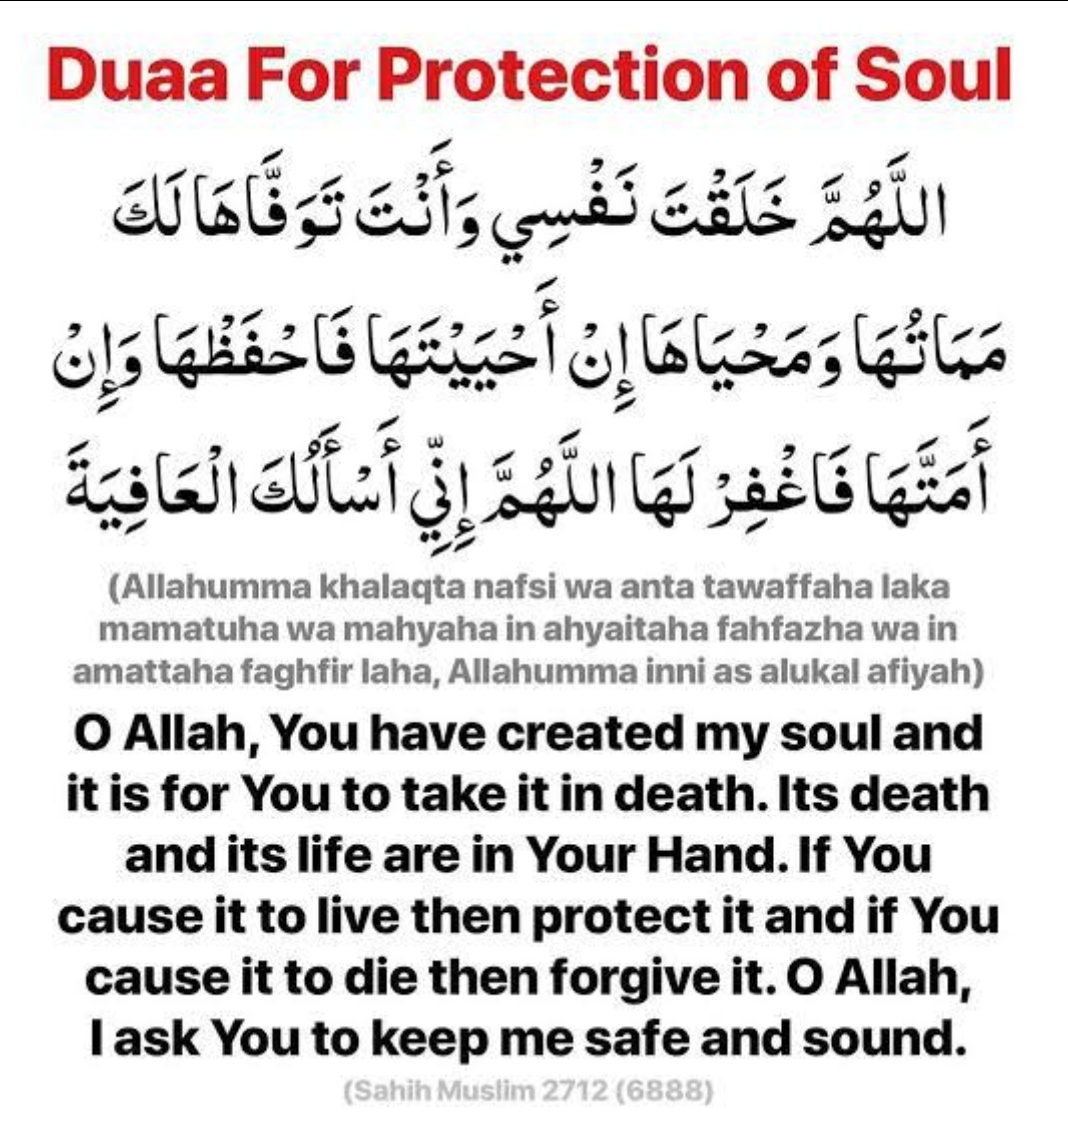 Duaa For Protection of Soul
اللَّهُمَّ خَلَقْتَ نَفْسِي وَأَنْتَ تَوَفَّاهَا لَكَ
مَمَاتُهَا وَمَحْيَاهَا إِنْ أَحْيَيْتَهَا فَاحْفَظْهَا وَإِنْ
أَمَتَّهَا فَاغْفِرْ لَهَا اللَّهُمَّ إِنِّي أَسْأَلُكَ الْعَافِيَةَ
(Allahumma khalaqta nafsi wa anta tawaffaha laka
mamatuha wa mahyaha in ahyaitaha fahfazha wa in
amattaha faghfir laha, Allahumma inni as alukal afiyah)
O Allah, You have created my soul and
it is for You to take it in death. Its death
and its life are in Your Hand. If You
cause it to live then protect it and if You
cause it to die then forgive it. O Allah,
I ask You to keep me safe and sound.
(Sahih Muslim 2712 (6888)